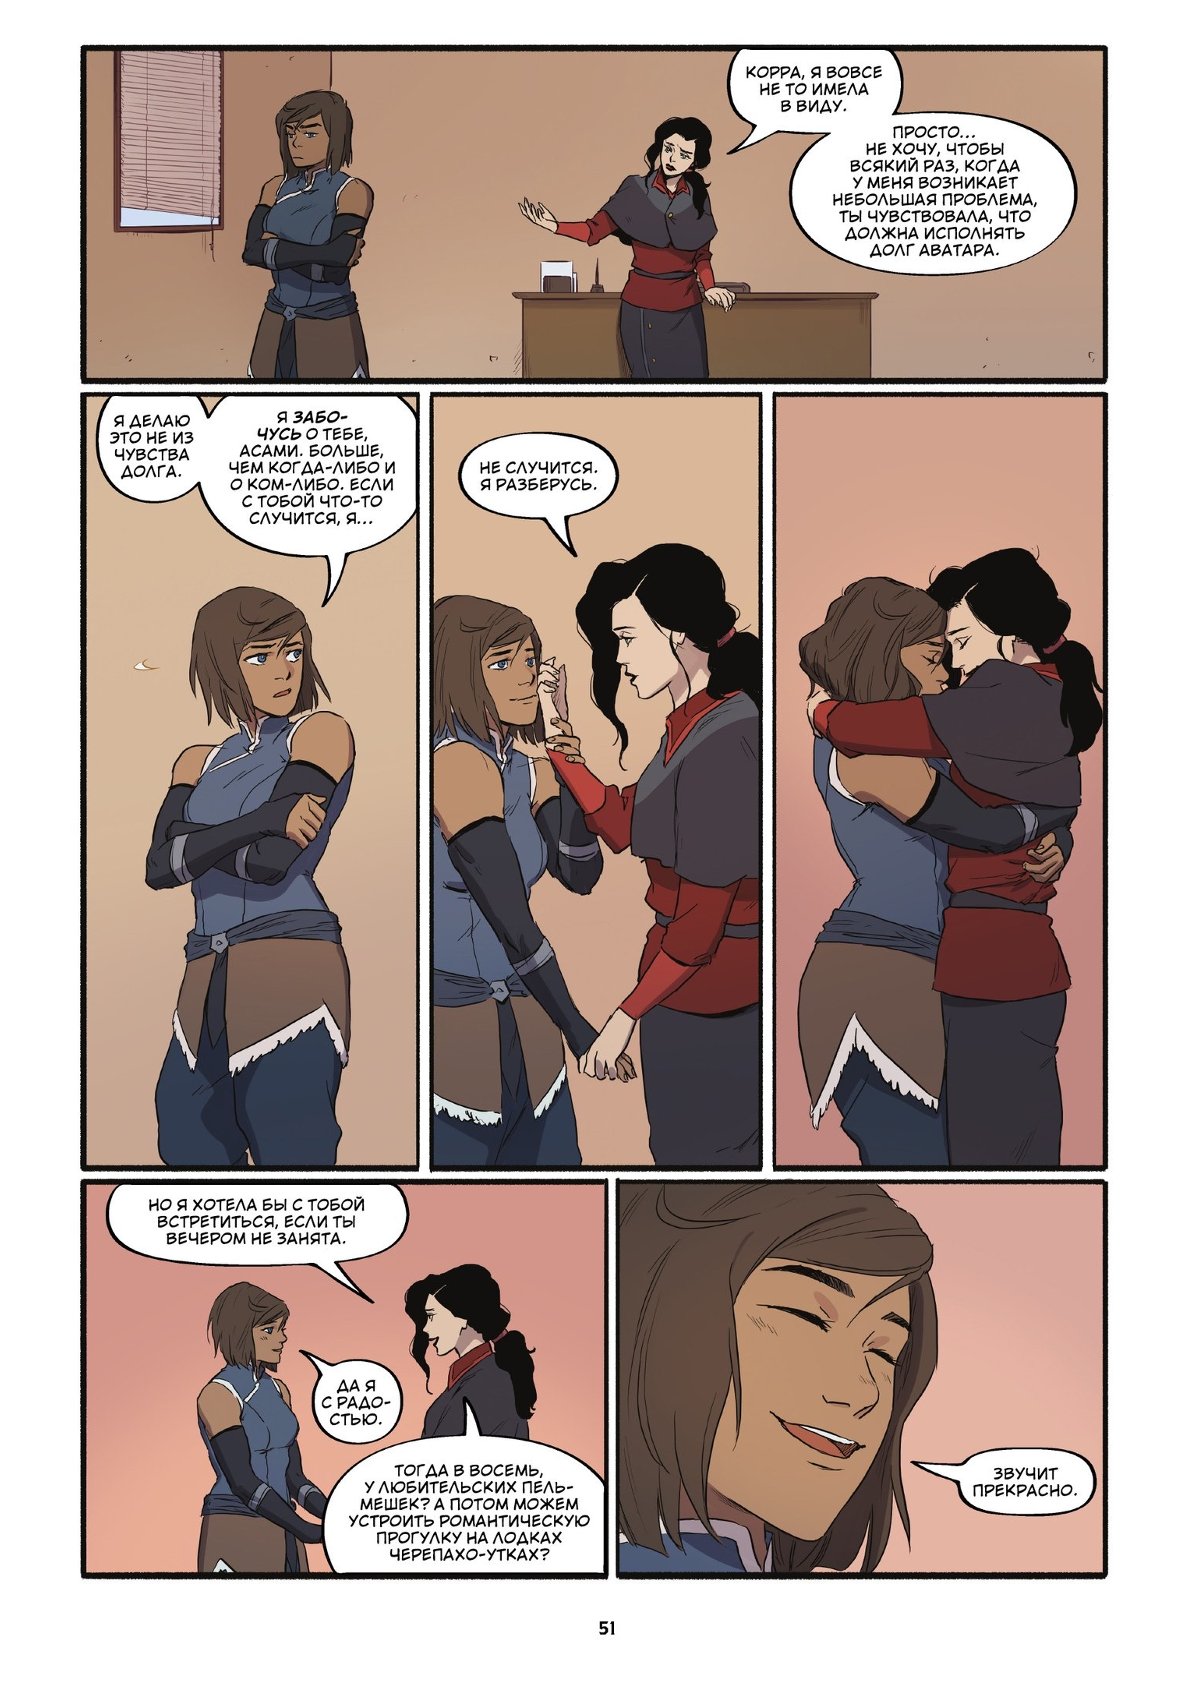 КОРРА, Я ВОВСЕ
НЕ ТО ИМЕЛА
В ВИДУ.
ПРОСТО...
НЕ ХОЧУ, ЧТОБЫ
ВСЯКИЙ РАЗ, КОГДА
У МЕНЯ ВОЗНИКАЕТ
НЕБОЛЬШАЯ ПРОБЛЕМА,
ТЫ ЧУВСТВОВАЛА, ЧТО
ДОЛЖНА ИСПОЛНЯТЬ
ДОЛГ АВАТАРА.
Я ДЕЛАЮ
ЭТО НЕ ИЗ
ЧУВСТВА
ДОЛГА.
Я ЗАБО-
ЧУСЬ О ТЕБЕ,
АСАМИ. БОЛЬШЕ,
ЧЕМ КОГДА-ЛИБО И
О КОМ-ЛИБО. ЕСЛИ
С ТОБОЙ ЧТО-ТО
СЛУЧИТСЯ, Я...
НЕ СЛУЧИТСЯ.
Я РАЗБЕРУСЬ.
НО Я ХОТЕЛА БЫ С ТОБОЙ
ВСТРЕТИТЬСЯ, ЕСЛИ ТЫ
ВЕЧЕРОМ НЕ ЗАНЯТА.
ДА Я
С РАДО-
СТЬЮ.
ТОГДА В ВОСЕМЬ,
У ЛЮБИТЕЛЬСКИХ ПЕЛЬ-
МЕШЕК? А ПОТОМ МОЖЕМ
УСТРОИТЬ РОМАНТИЧЕСКУЮ
ПРОГУЛКУ НА ЛОДКАХ
ЧЕРЕПАХО-УТКАХ?
ЗВУЧИТ
ПРЕКРАСНО.
51